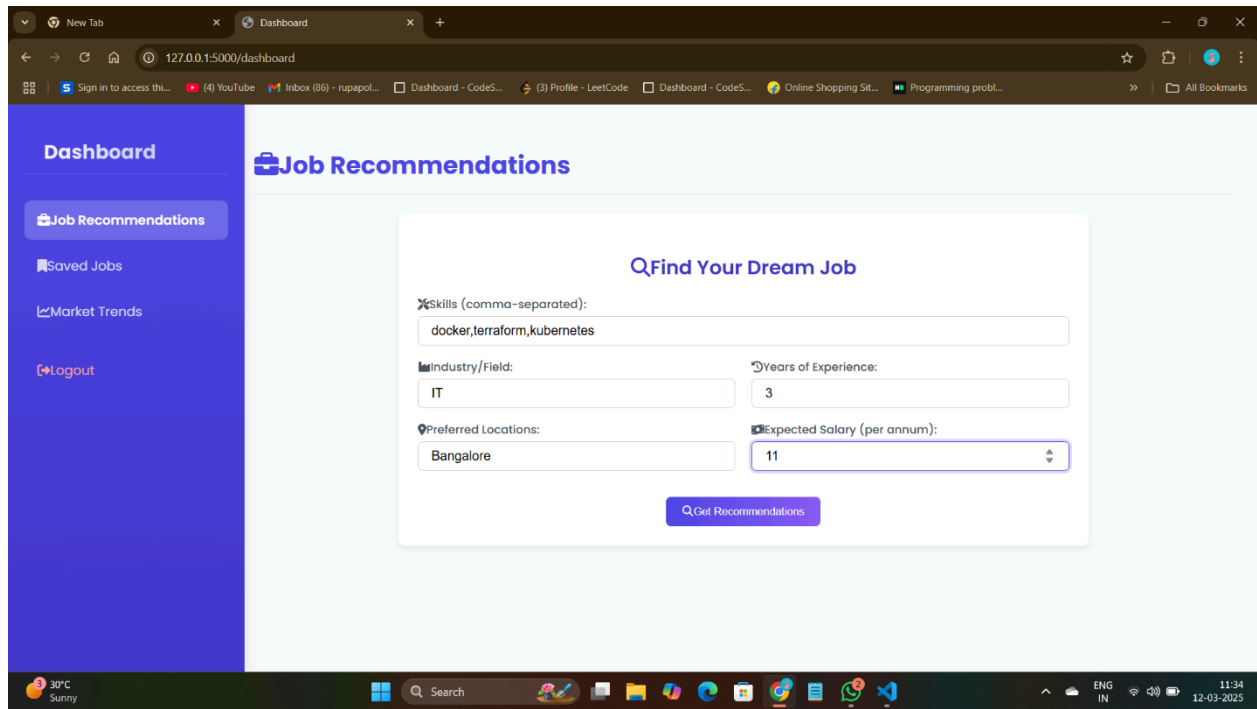 New Tab
Dashboard
127.0.0.1:5000/dashboard
Sign in to access thi... (4) YouTube Inbox (86) - rupapol... Dashboard - CodeS... (3) Profile - LeetCode Dashboard - CodeS... Online Shopping Sit... Programming probl... » All Bookmarks
Dashboard
Job Recommendations
Saved Jobs
Market Trends
Logout
Job Recommendations
Find Your Dream Job
Skills (comma-separated):
docker,terraform,kubernetes
Industry/Field: Years of Experience:
IT 3
Preferred Locations: Expected Salary (per annum):
Bangalore 11
Get Recommendations
3 30°C
Sunny
Search
2
ENG
IN
11:34
12-03-2025